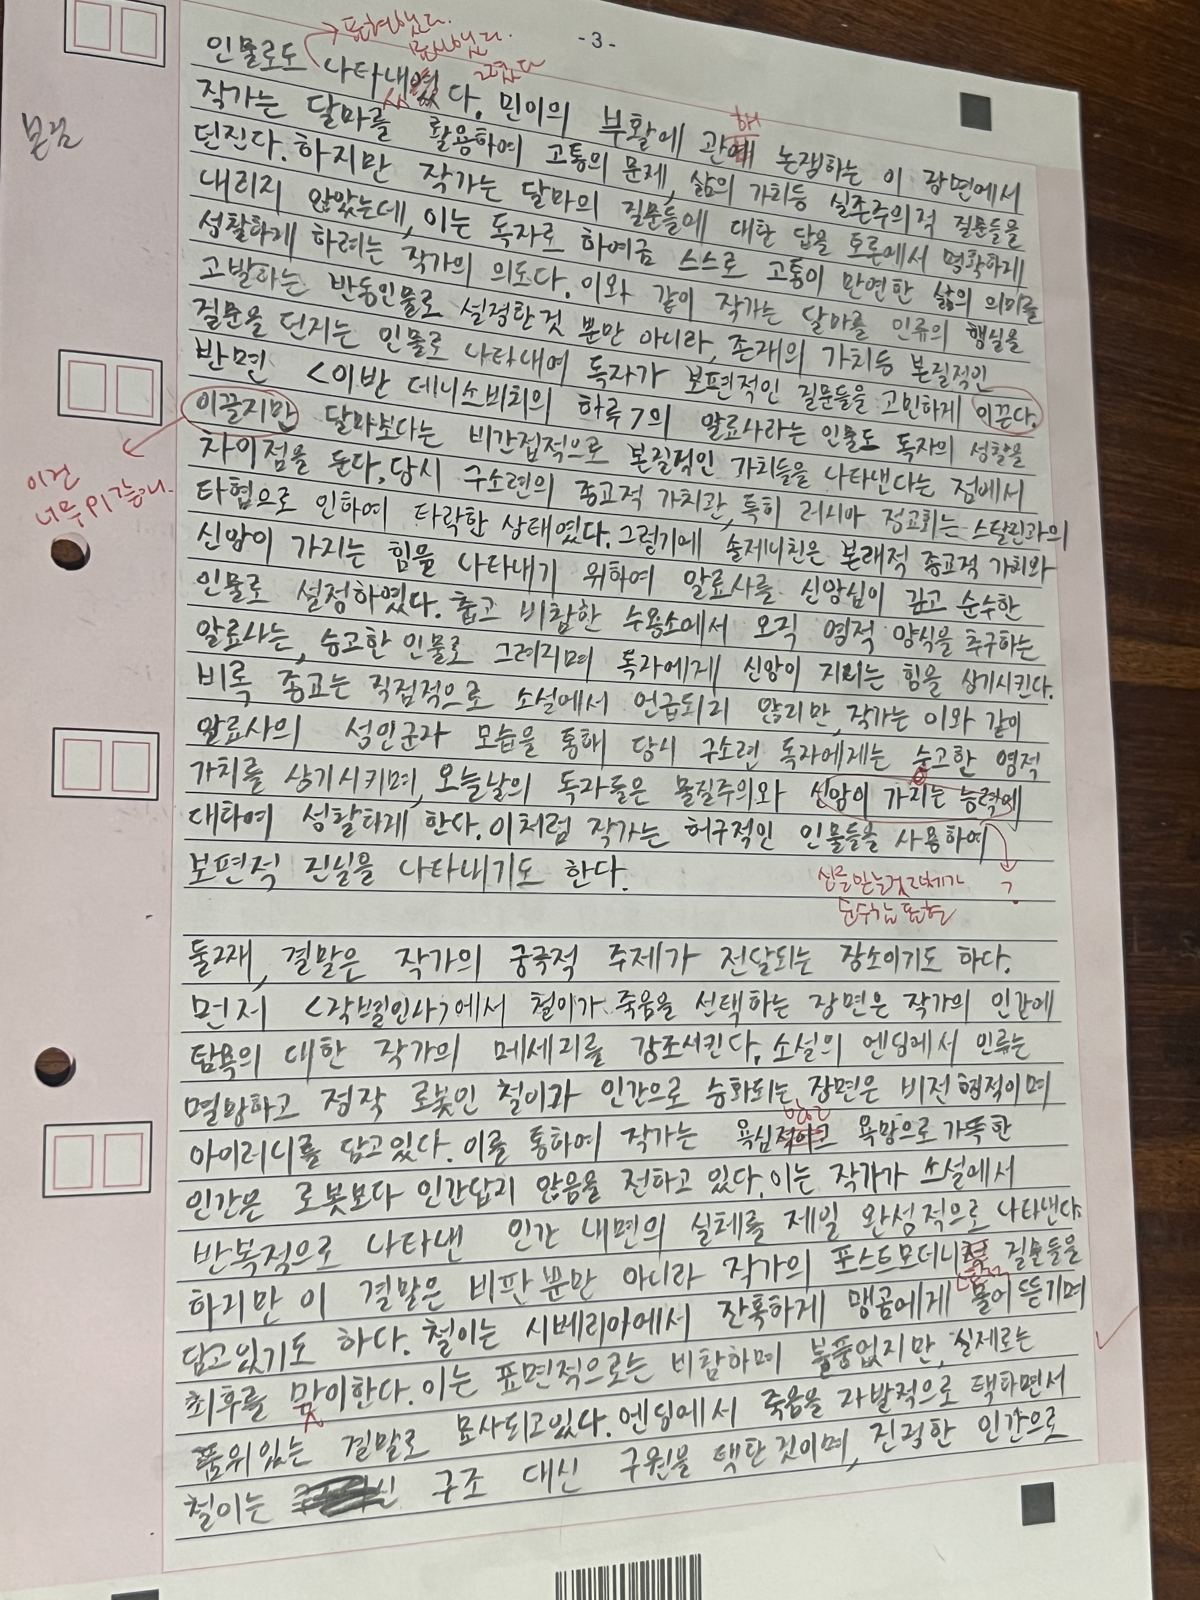 - 3 -
표현했다.
묘사했다.
그렸다
인물로도 나타내었다. 민이의 부활에 관해 논쟁하는 이 장면에서
본문
작가는 달마를 활용하여 고통의 문제, 삶의 가치등 실존주의적 질문들을
던진다. 하지만 작가는 달마의 질문들에 대한 답을 토론에서 명확하게
내리지 않았는데, 이는 독자로 하여금 스스로 고통이 만연한 삶의 의미를
성찰하게 하려는 작가의 의도다. 이와 같이 작가는 달마를 인류의 행실을
고발하는 반동인물로 설정한것 뿐만 아니라, 존재의 가치등 본질적인
질문을 던지는 인물로 나타내여 독자가 보편적인 질문들을 고민하게 이끈다.
반면 <이반 데니소비치의 하루>의 알료사라는 인물도 독자의 성찰을
이끌지만 달마보다는 비간접적으로 본질적인 가치들을 나타낸다는 점에서
차이점을 둔다. 당시 구소련의 종교적 가치관, 특히 러시아 정교회는 스탈린과의
이건
너무
타협으로 인하여 타락한 상태였다. 그렇기에 솔제니친은 본래적 종교적 가치와
신앙이 가지는 힘을 나타내기 위하여 알료사를 신앙심이 깊고 순수한
인물로 설정하였다. 춥고 비참한 수용소에서 오직 영적 양식을 추구하는
알료사는, 숭고한 인물로 그려지며 독자에게 신앙이 지니는 힘을 상기시킨다.
비록 종교는 직접적으로 소설에서 언급되지 않지만, 작가는 이와 같이
알료사의 성인군자 모습을 통해 당시 구소련 독자에게는 숭고한 영적
가치를 상기시키며, 오늘날의 독자들은 물질주의와 신앙이 가지는 능력에
대하여 성찰하게 한다. 이처럼 작가는 허구적인 인물들을 사용하여
보편적 진실을 나타내기도 한다.
신을 믿는것 자체가 ?
순수함 표현
둘째, 결말은 작가의 궁극적 주제가 전달되는 장소이기도 하다.
먼저 <작별인사>에서 철이가 죽음을 선택하는 장면은 작가의 인간에
탐욕의 대한 작가의 메세지를 강조시킨다. 소설의 엔딩에서 인류는
멸망하고 정작 로봇인 철이과 인간으로 승화되는 장면은 비전형적이며
아이러니를 담고있다. 이를 통하여 작가는 욕심 욕망으로 가득한
인간은 로봇보다 인간답지 않음을 전하고 있다. 이는 작가가 소설에서
반복적으로 나타낸 인간 내면의 실체를 제일 완성적으로 나타낸다.
하지만 이 결말은 비판 뿐만 아니라 작가의 포스트모더니즘적 질문들을
담고있기도 하다. 철이는 시베리아에서 잔혹하게 맹곰에게 물어 뜯기며
최후를 맞이한다. 이는 표면적으로는 비참하며 볼품없지만, 실제로는
품위있는 결말로 묘사되고있다. 엔딩에서 죽음을 자발적으로 택하면서
철이는 구조 대신 구원을 택한 것이며, 진정한 인간으로